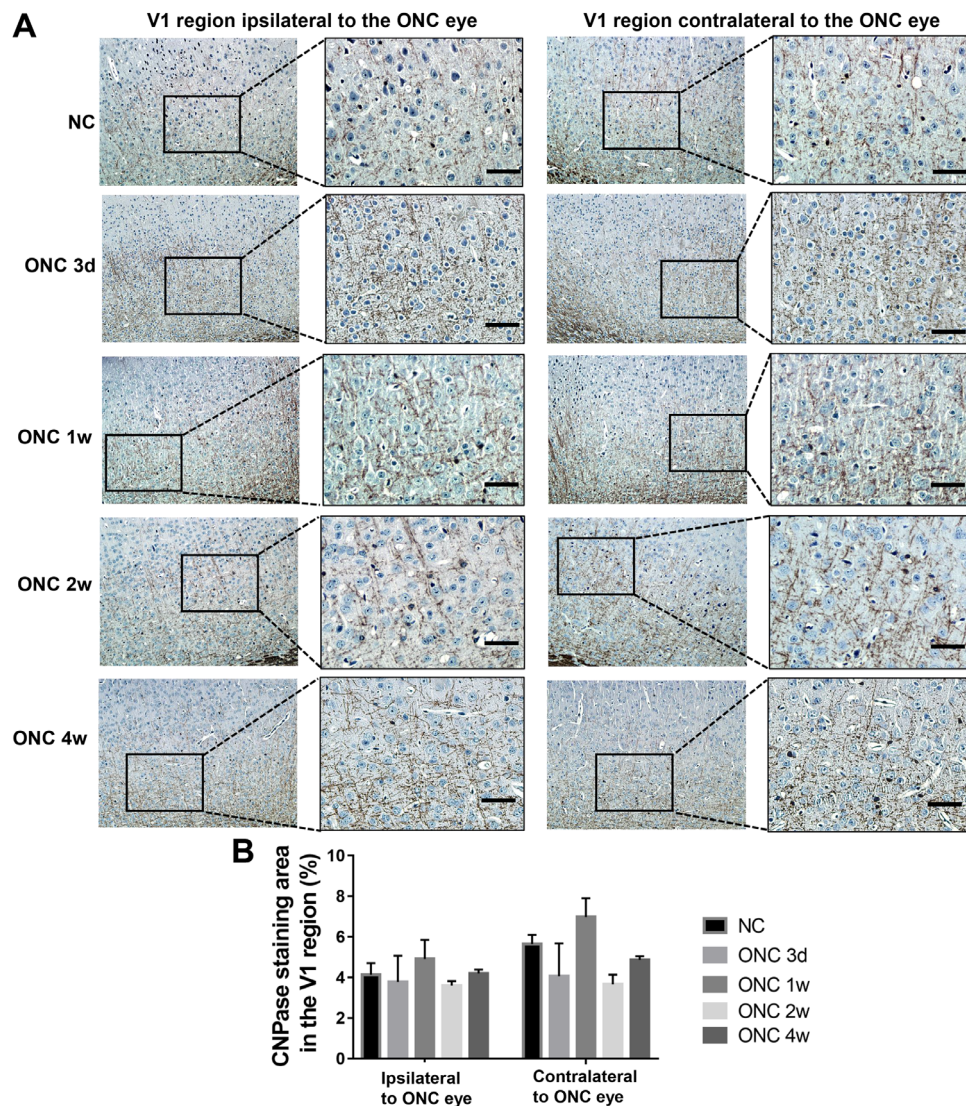 A
V1 region ipsilateral to the ONC eye
V1 region contralateral to the ONC eye
NC
ONC 3d
ONC 1w
ONC 2w
ONC 4w
B
CNPase staining area
in the V1 region (%)
10
8
6
4
2
0
Ipsilateral
to ONC eye
Contralateral
to ONC eye
NC
ONC 3d
ONC 1w
ONC 2w
ONC 4w